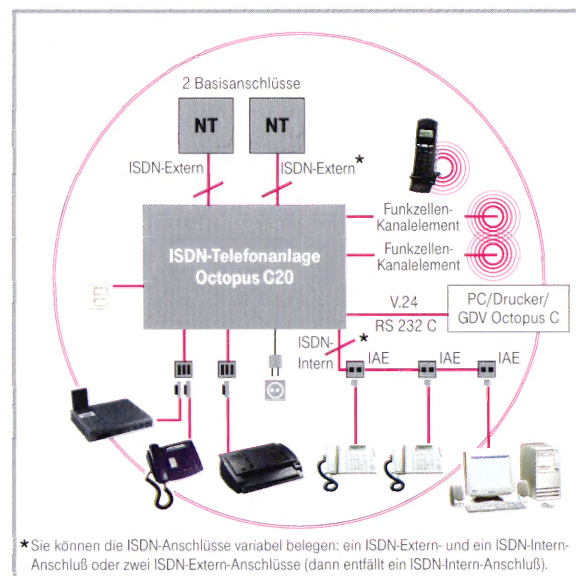 2 Basisanschlüsse
NT NT
ISDN-Extern ISDN-Extern*
Funkzellen-
Kanalelement
Funkzellen-
Kanalelement
ISDN-Telefonanlage
Octopus C20
V.24
RS 232 C
PC/Drucker/
GDV Octopus C
ISDN-*
Intern
IAE IAE IAE
*Sie können die ISDN-Anschlüsse variabel belegen: ein ISDN-Extern- und ein ISDN-Intern-
Anschluß oder zwei ISDN-Extern-Anschlüsse (dann entfällt ein ISDN-Intern-Anschluß).